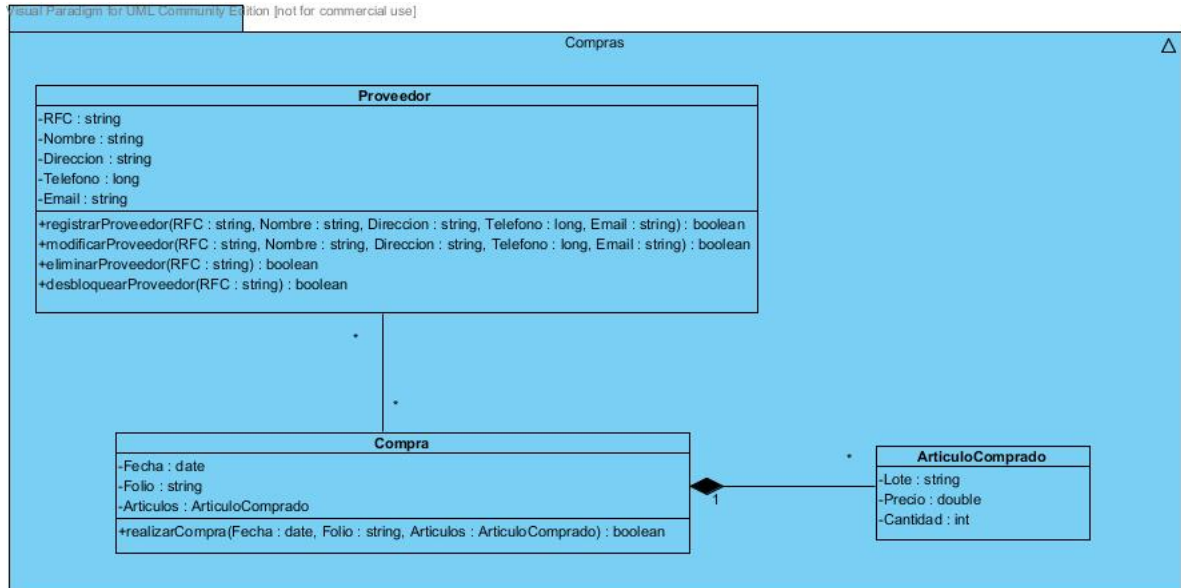 Visual Paradigm for UML Community Edition [not for commercial use]
Compras
Proveedor
-RFC : string
-Nombre : string
-Direccion : string
-Telefono : long
-Email : string
+registrarProveedor(RFC : string, Nombre : string, Direccion : string, Telefono : long, Email : string) : boolean
+modificarProveedor(RFC : string, Nombre : string, Direccion : string, Telefono : long, Email : string) : boolean
+eliminarProveedor(RFC : string) : boolean
+desbloquearProveedor(RFC : string) : boolean
*
*
Compra
-Fecha : date
-Folio : string
-Articulos : ArticuloComprado
+realizarCompra(Fecha : date, Folio : string, Articulos : ArticuloComprado) : boolean
1
*
ArticuloComprado
-Lote : string
-Precio : double
-Cantidad : int